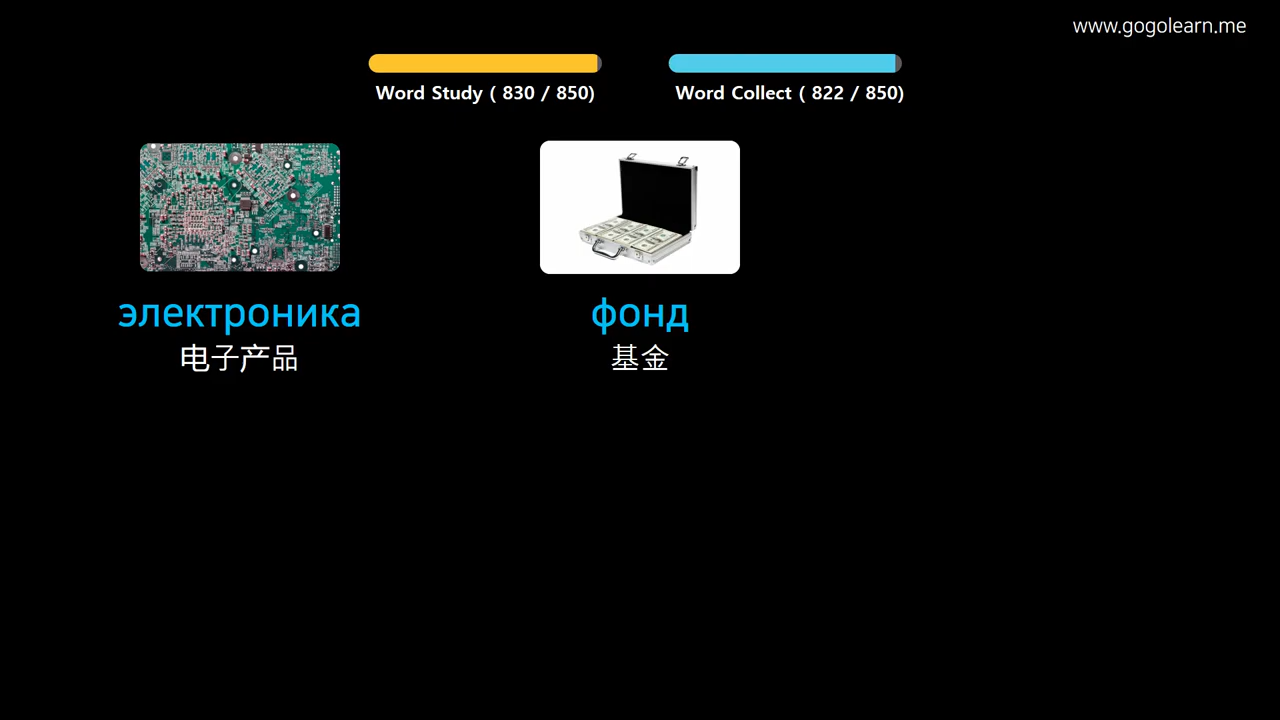 www.gogolearn.me
Word Study ( 830 / 850)
Word Collect ( 822 / 850)
электроника
电子产品
фонд
基金